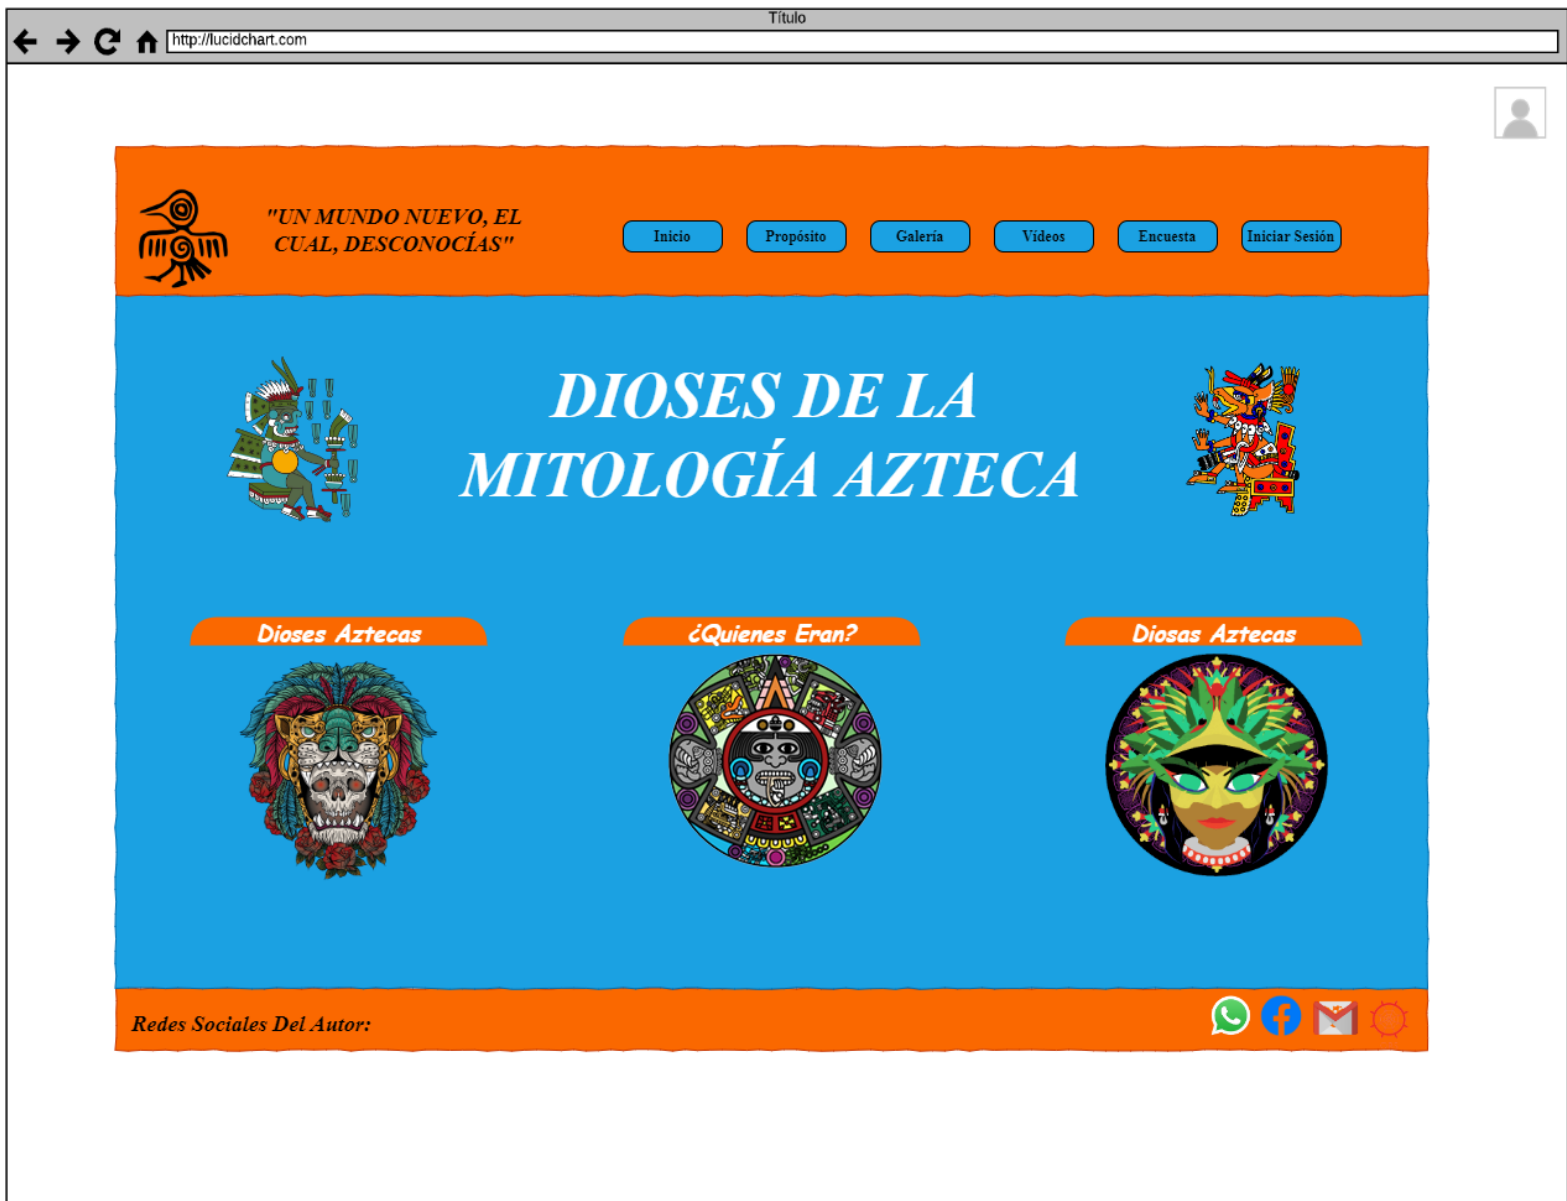 Título
http://lucidchart.com
"UN MUNDO NUEVO, EL
CUAL, DESCONOCÍAS"
Inicio
Propósito
Galería
Vídeos
Encuesta
Iniciar Sesión
DIOSES DE LA
MITOLOGÍA AZTECA
Dioses Aztecas
¿Quienes Eran?
Diosas Aztecas
Redes Sociales Del Autor: